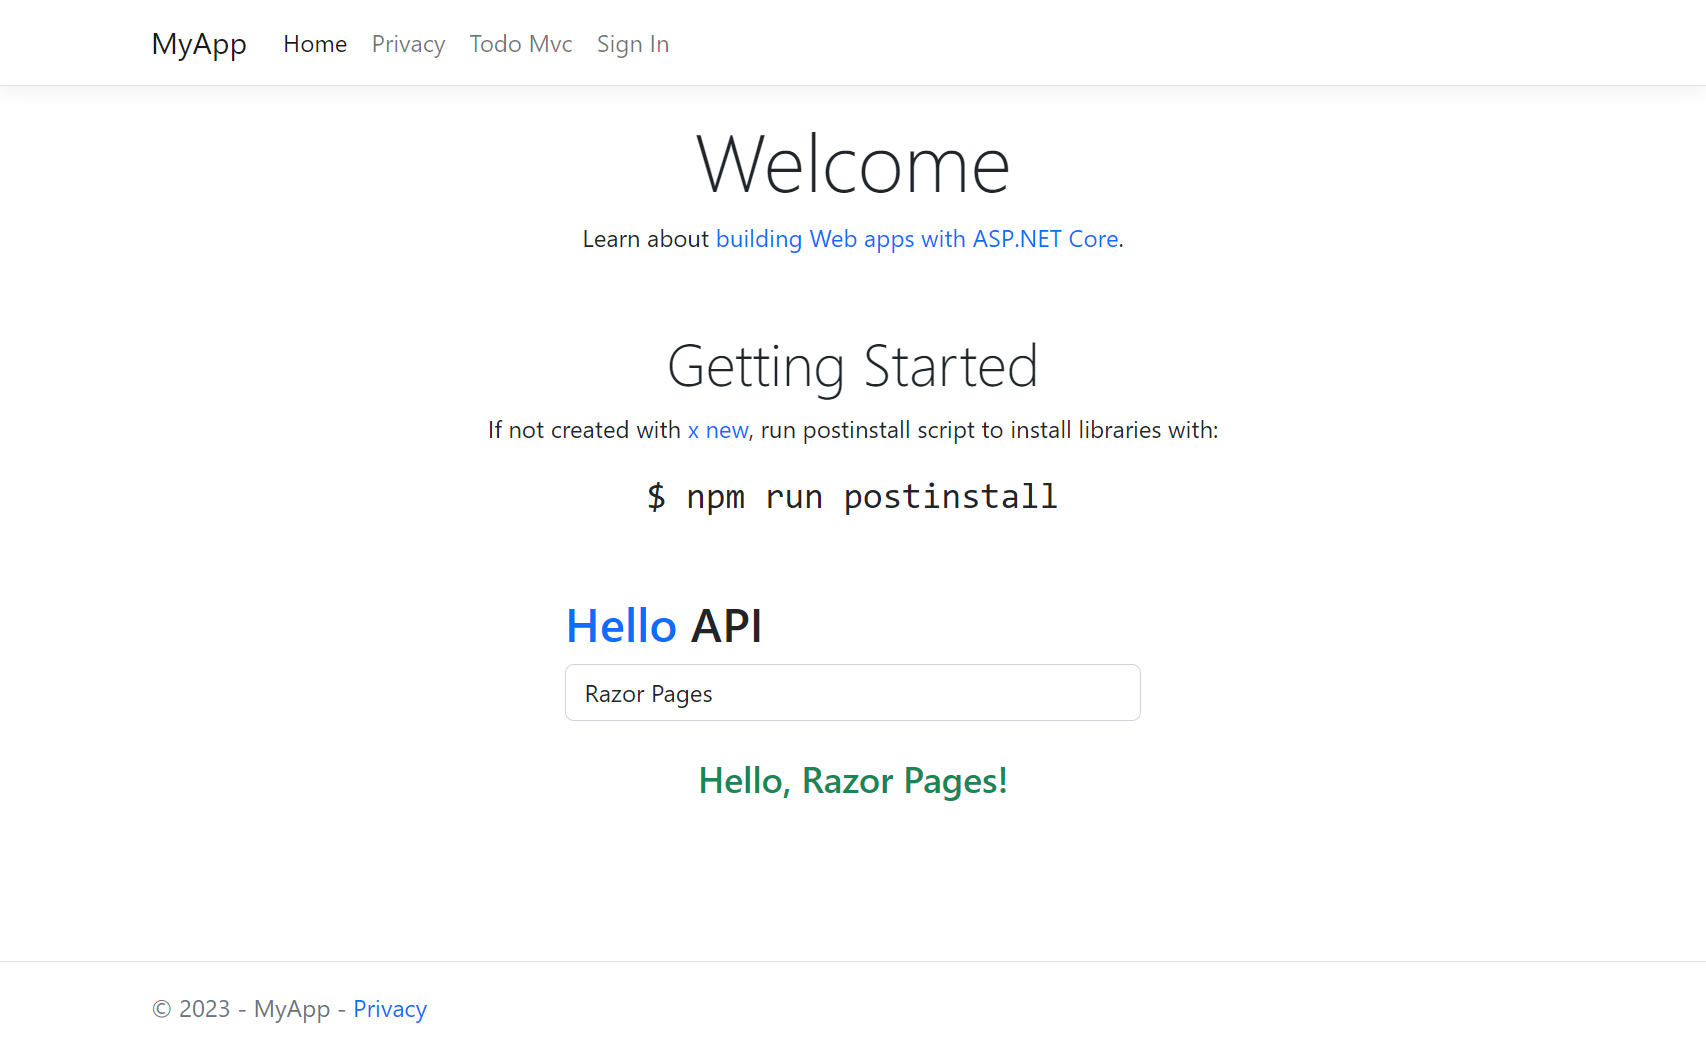 MyApp Home Privacy Todo Mvc Sign In
Welcome
Learn about building Web apps with ASP.NET Core.
Getting Started
If not created with x new, run postinstall script to install libraries with:
$ npm run postinstall
Hello API
Razor Pages
Hello, Razor Pages!
© 2023 - MyApp - Privacy